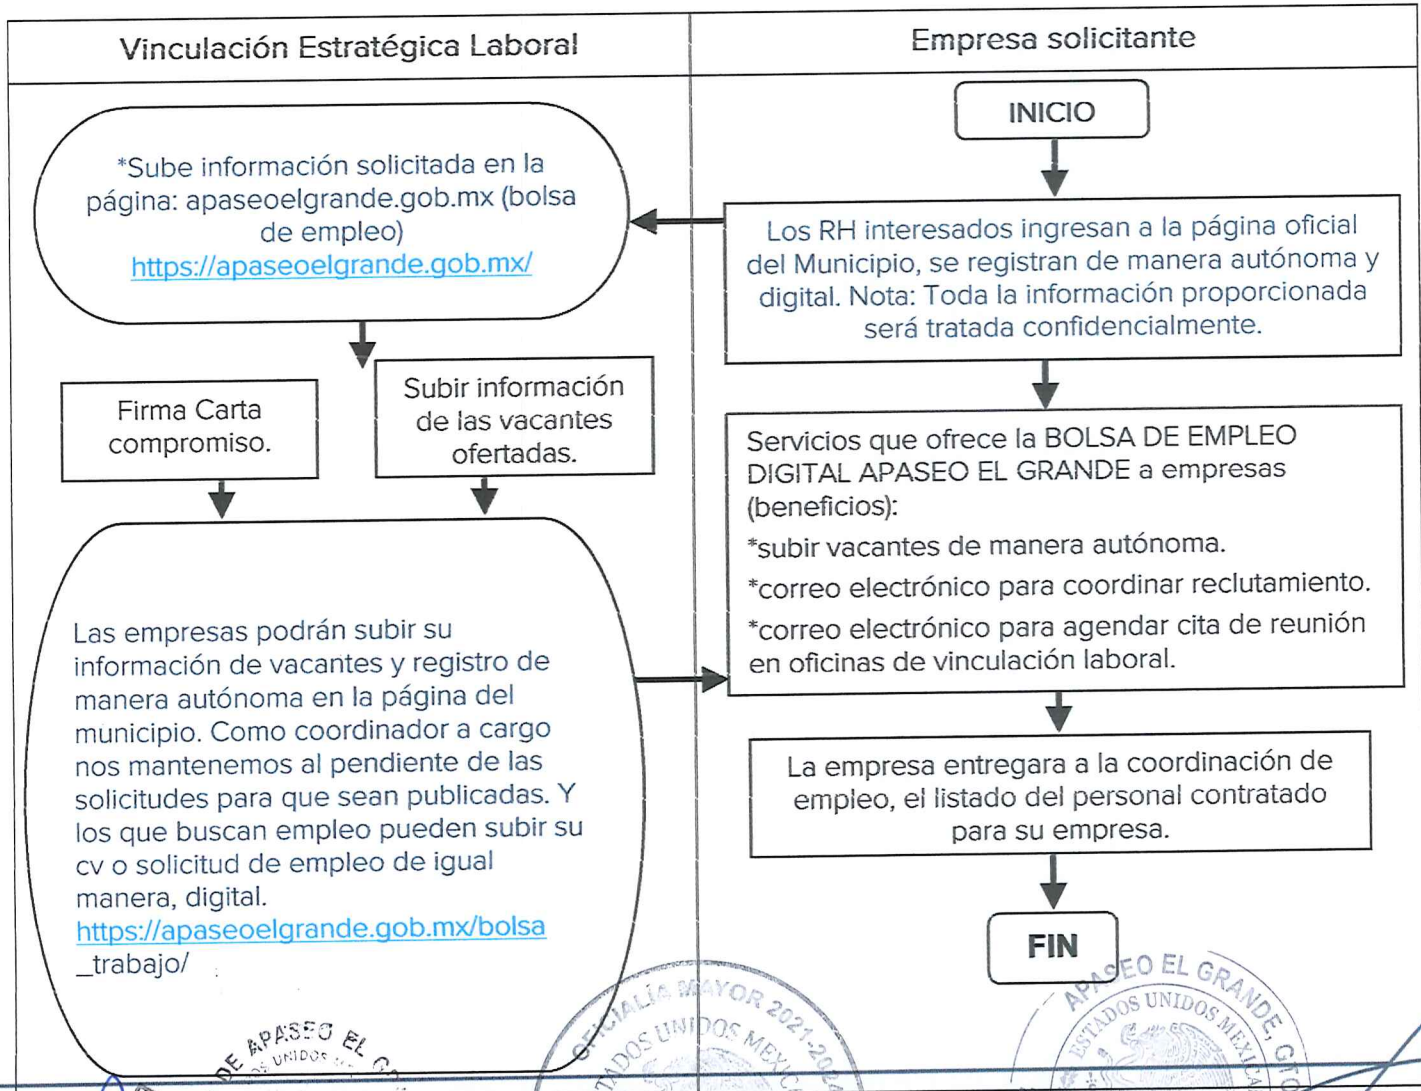 Vinculación Estratégica Laboral
Empresa solicitante
INICIO
*Sube información solicitada en la
página: apaseoelgrande.gob.mx (bolsa
de empleo)
https://apaseoelgrande.gob.mx/
Los RH interesados ingresan a la página oficial
del Municipio, se registran de manera autónoma y
digital. Nota: Toda la información proporcionada
será tratada confidencialmente.
Firma Carta
compromiso.
Subir información
de las vacantes
ofertadas.
Servicios que ofrece la BOLSA DE EMPLEO
DIGITAL APASEO EL GRANDE a empresas
(beneficios):
*subir vacantes de manera autónoma.
*correo electrónico para coordinar reclutamiento.
*correo electrónico para agendar cita de reunión
en oficinas de vinculación laboral.
Las empresas podrán subir su
información de vacantes y registro de
manera autónoma en la página del
municipio. Como coordinador a cargo
nos mantenemos al pendiente de las
solicitudes para que sean publicadas. Y
los que buscan empleo pueden subir su
cv o solicitud de empleo de igual
manera, digital.
https://apaseoelgrande.gob.mx/bolsa
_trabajo/
La empresa entregara a la coordinación de
empleo, el listado del personal contratado
para su empresa.
FIN
DE APASEO EL
UNIDOS
OFICIALÍA MAYOR 2021-2024
UNIDOS
APASEO EL GRANDE, GTO
ESTADOS UNIDOS